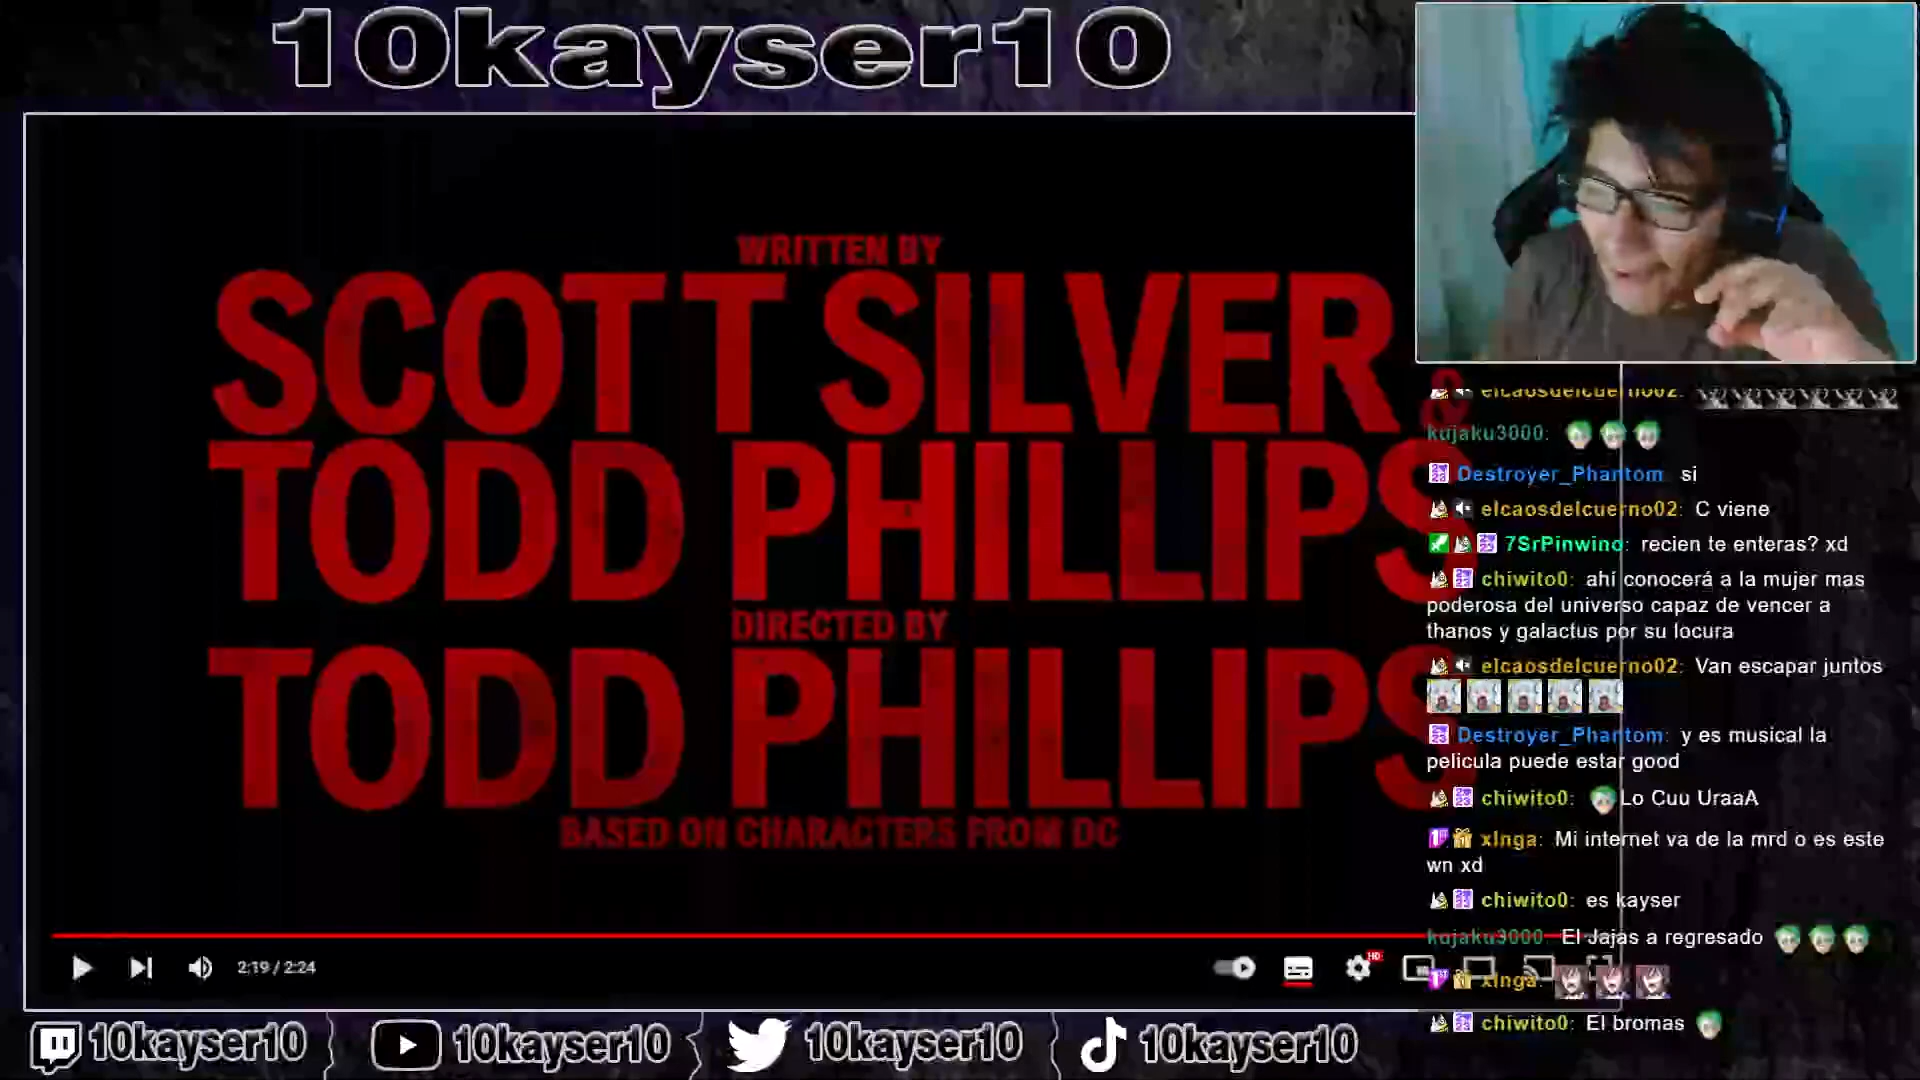 10kayser10
WRITTEN BY
SCOTT SILVER &
TODD PHILLIPS
DIRECTED BY
TODD PHILLIPS
BASED ON CHARACTERS FROM DC
2:19 / 2:24
HD
elcaosdelcuerno02:
kujaku3000:
Destroyer_Phantom si
elcaosdelcuerno02: C viene
7SrPinwino: recien te enteras? xd
chiwito0: ahí conocerá a la mujer mas
poderosa del universo capaz de vencer a
thanos y galactus por su locura
elcaosdelcuerno02: Van escapar juntos
Destroyer_Phantom: y es musical la
pelicula puede estar good
chiwito0: Lo Cuu UraaA
xInga: Mi internet va de la mrd o es este
wn xd
chiwito0: es kayser
kujaku3000: El Jajas a regresado
xInga:
chiwito0: El bromas
10kayser10
10kayser10
10kayser10
10kayser10